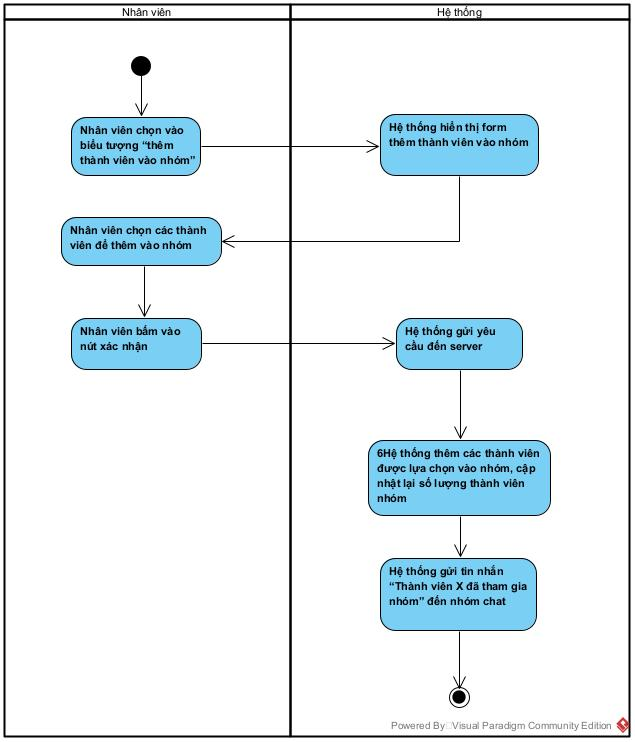 Nhân viên
Hệ thống
Nhân viên chọn vào
biểu tượng “thêm
thành viên vào nhóm”
Hệ thống hiển thị form
thêm thành viên vào nhóm
Nhân viên chọn các thành
viên để thêm vào nhóm
Nhân viên bấm vào
nút xác nhận
Hệ thống gửi yêu
cầu đến server
6Hệ thống thêm các thành viên
được lựa chọn vào nhóm, cập
nhật lại số lượng thành viên
nhóm
Hệ thống gửi tin nhắn
“Thành viên X đã tham gia
nhóm” đến nhóm chat
Powered By Visual Paradigm Community Edition